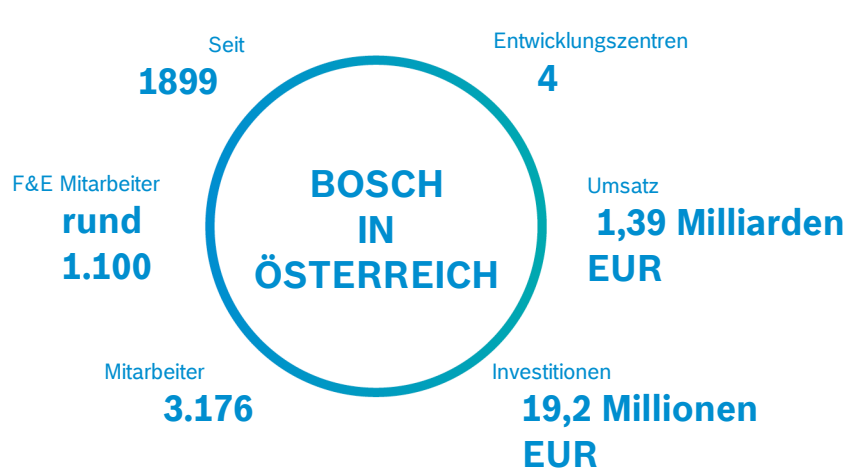 Seit
1899
Entwicklungszentren
4
F&E Mitarbeiter
rund
1.100
BOSCH
IN
ÖSTERREICH
Umsatz
1,39 Milliarden
EUR
Mitarbeiter
3.176
Investitionen
19,2 Millionen
EUR